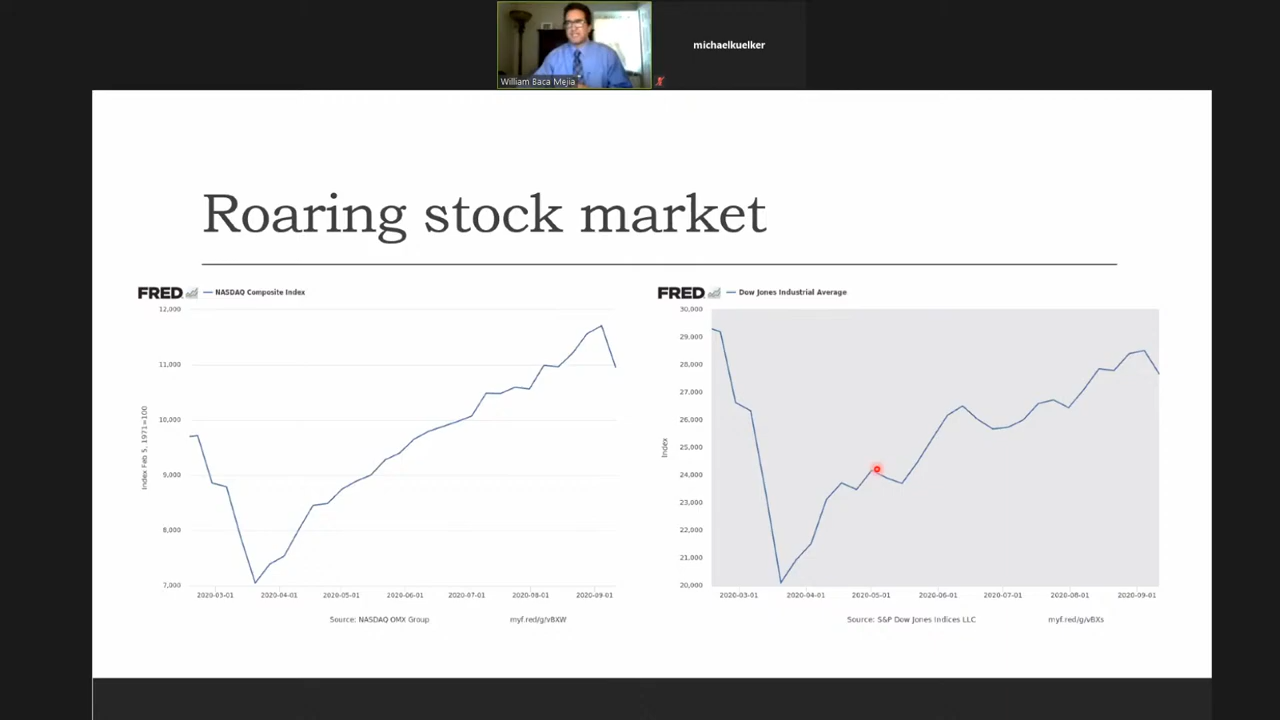 William Baca Mejia
michaelkuelker
Roaring stock market
FRED
NASDAQ Composite Index
12,000
11,000
10,000
9,000
8,000
7,000
Index Feb 5, 1971=100
2020-03-01 2020-04-01 2020-05-01 2020-06-01 2020-07-01 2020-08-01 2020-09-01
Source: NASDAQ OMX Group myf.red/g/vBXW
FRED
Dow Jones Industrial Average
30,000
29,000
28,000
27,000
26,000
25,000
24,000
23,000
22,000
21,000
20,000
Index
2020-03-01 2020-04-01 2020-05-01 2020-06-01 2020-07-01 2020-08-01 2020-09-01
Source: S&P Dow Jones Indices LLC myf.red/g/vBXs